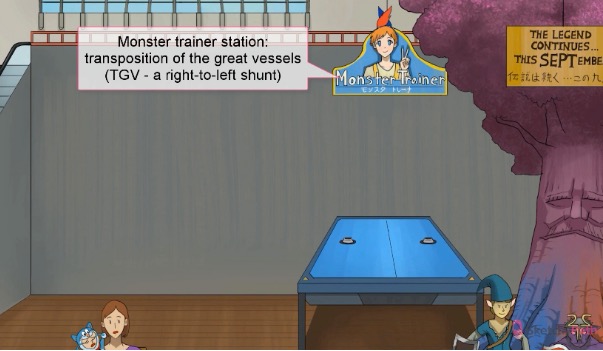 Monster trainer station:
transposition of the great vessels
(TGV - a right-to-left shunt)
Monster Trainer
モンスタ トレーナ
THE LEGEND
CONTINUES...
THIS SEPTEMBE
伝説は続く…この九